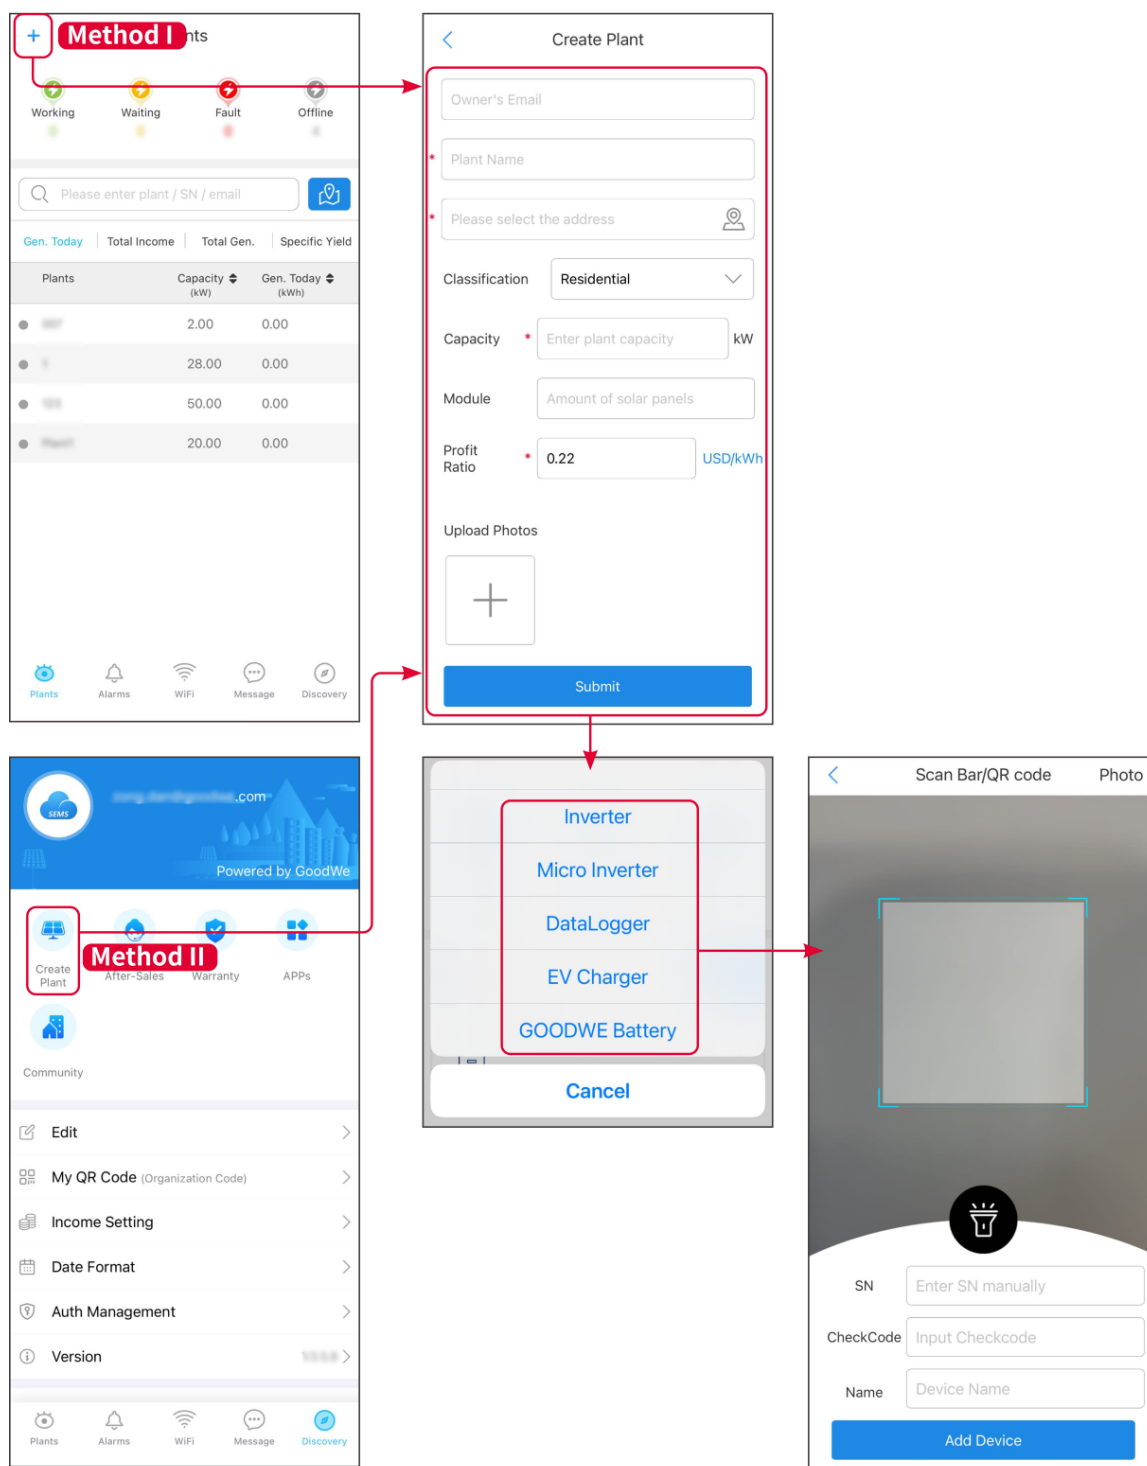 + Method I nts
Working Waiting Fault Offline
Please enter plant / SN / email
Gen. Today Total Income Total Gen. Specific Yield
Plants Capacity Gen. Today
(kW) (kWh)
2.00 0.00
28.00 0.00
50.00 0.00
20.00 0.00
Plants Alarms WiFi Message Discovery
Create Plant
Owner's Email
* Plant Name
* Please select the address
Classification Residential
Capacity * Enter plant capacity kW
Module Amount of solar panels
Profit
Ratio * 0.22 USD/kWh
Upload Photos
Submit
SEMS
.com
Powered by GoodWe
Method II
Create
Plant
After-Sales Warranty APPs
Community
Edit
My QR Code (Organization Code)
Income Setting
Date Format
Auth Management
Version
Plants Alarms WiFi Message Discovery
Inverter
Micro Inverter
DataLogger
EV Charger
GOODWE Battery
Cancel
Scan Bar/QR code Photo
SN Enter SN manually
CheckCode Input Checkcode
Name Device Name
Add Device